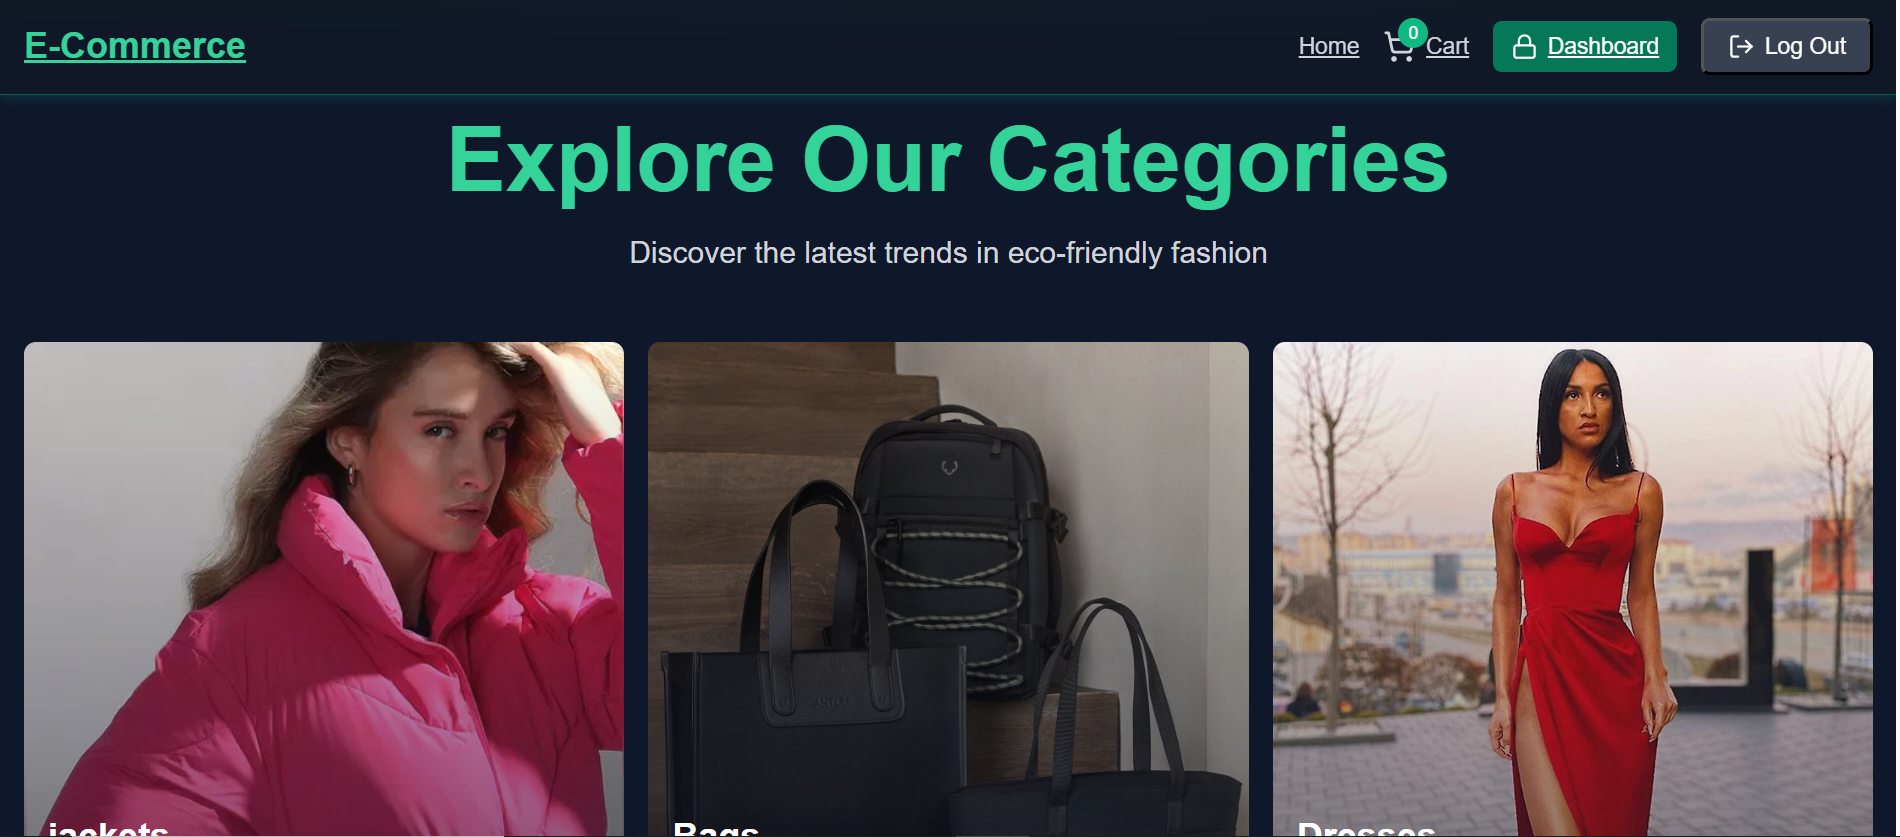 E-Commerce
Home
0
Cart
Dashboard
Log Out
Explore Our Categories
Discover the latest trends in eco-friendly fashion
jackets
Bags
Dresses